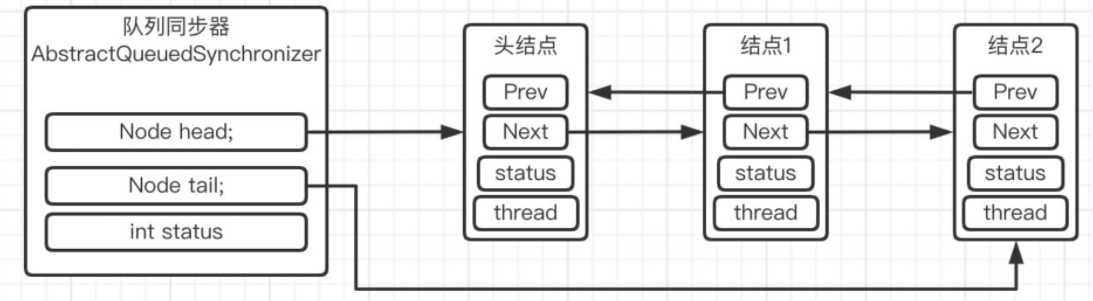 队列同步器
AbstractQueuedSynchronizer
Node head;
Node tail;
int status
头结点
Prev
Next
status
thread
结点1
Prev
Next
status
thread
结点2
Prev
Next
status
thread